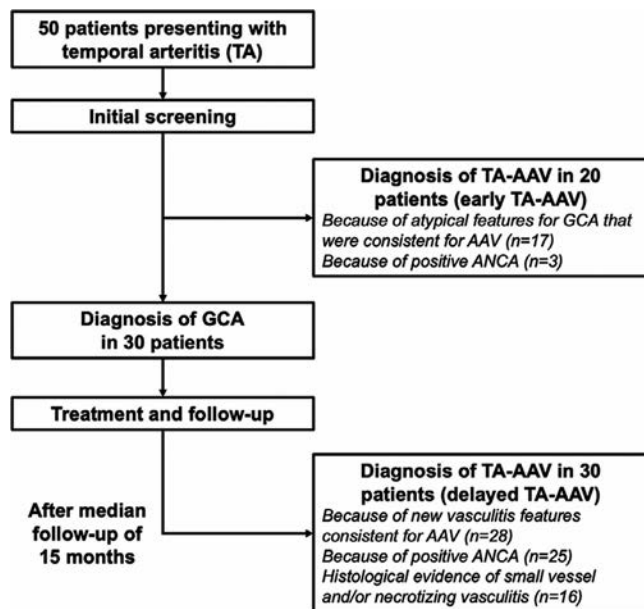 50 patients presenting with
temporal arteritis (TA)
Initial screening
Diagnosis of TA-AAV in 20
patients (early TA-AAV)
Because of atypical features for GCA that
were consistent for AAV (n=17)
Because of positive ANCA (n=3)
Diagnosis of GCA
in 30 patients
Treatment and follow-up
After median
follow-up of
15 months
Diagnosis of TA-AAV in 30
patients (delayed TA-AAV)
Because of new vasculitis features
consistent for AAV (n=28)
Because of positive ANCA (n=25)
Histological evidence of small vessel
and/or necrotizing vasculitis (n=16)